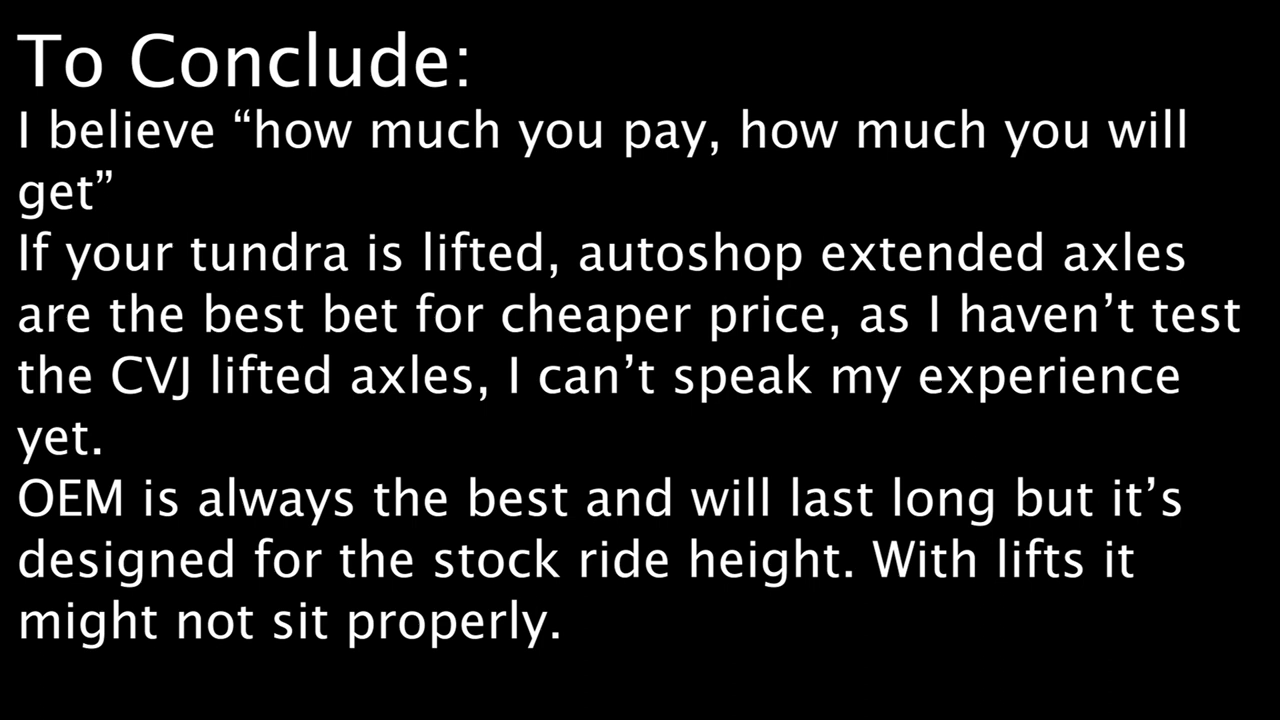 To Conclude:
I believe “how much you pay, how much you will
get”
If your tundra is lifted, autoshop extended axles
are the best bet for cheaper price, as I haven’t test
the CVJ lifted axles, I can’t speak my experience
yet.
OEM is always the best and will last long but it’s
designed for the stock ride height. With lifts it
might not sit properly.